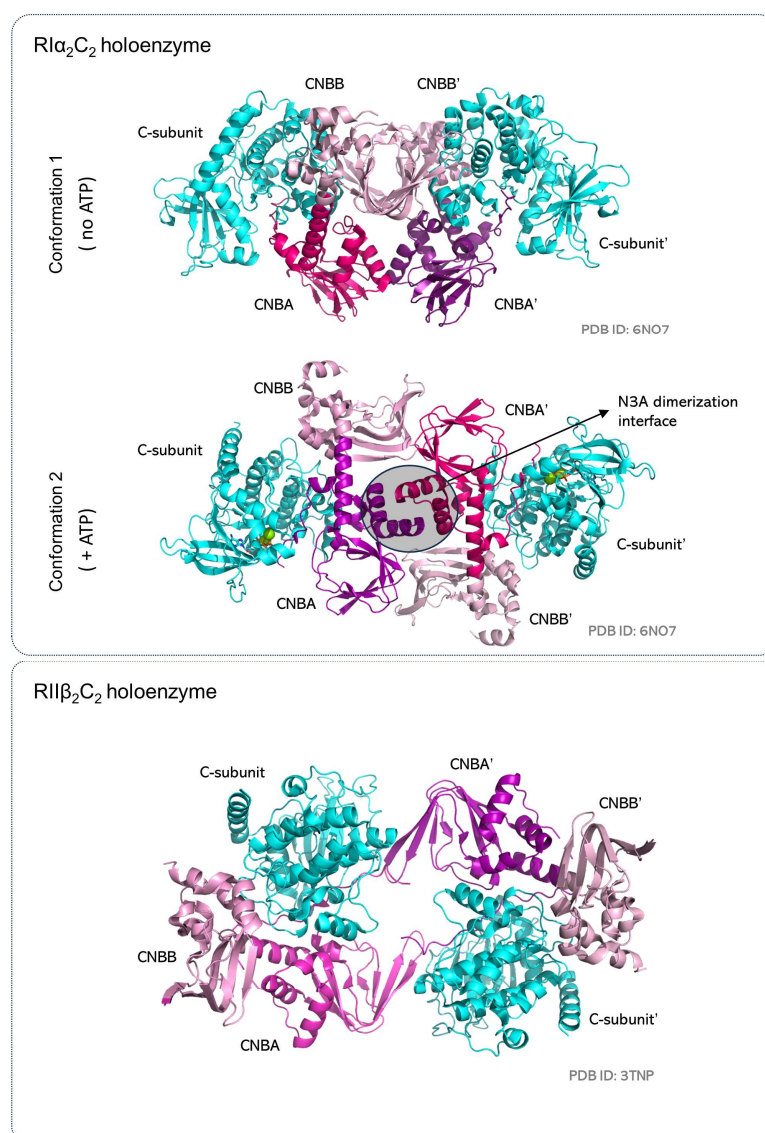 RIα₂C₂ holoenzyme
Conformation 1
( no ATP)
CNBB
CNBB’
C-subunit
C-subunit’
CNBA
CNBA’
PDB ID: 6NO7
Conformation 2
( + ATP)
CNBB
CNBA’
N3A dimerization
interface
C-subunit
C-subunit’
CNBA
CNBB’
PDB ID: 6NO7
RIIβ₂C₂ holoenzyme
CNBA’
C-subunit
CNBB’
CNBB
C-subunit’
CNBA
PDB ID: 3TNP